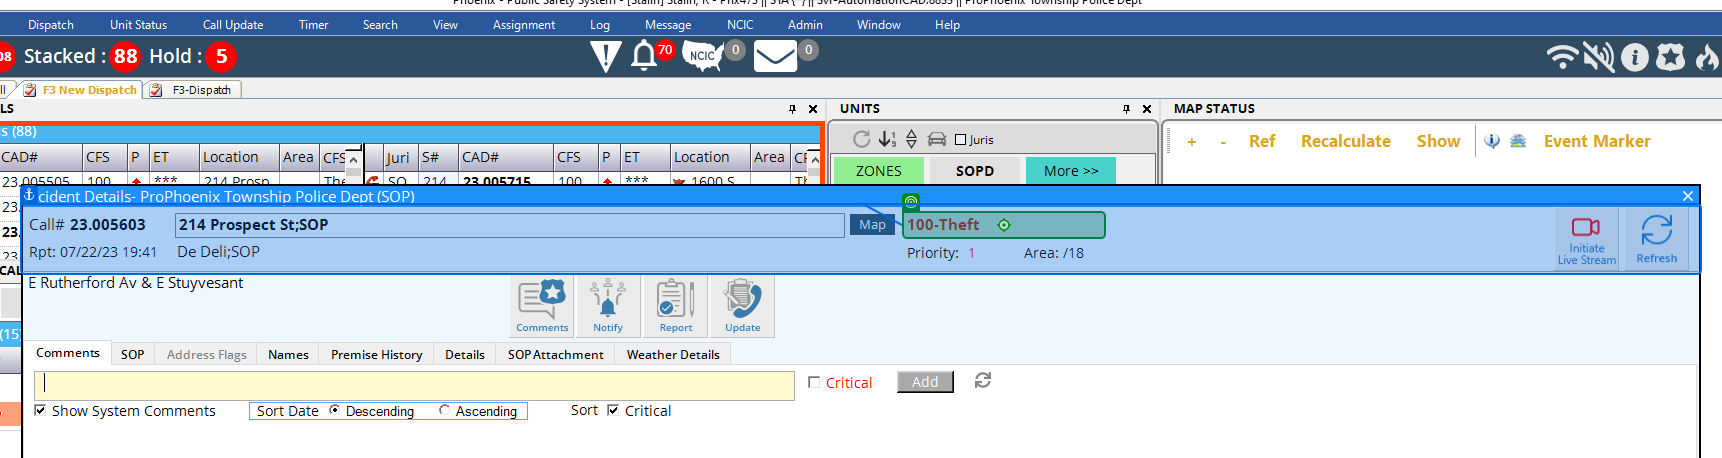 Phoenix - Public Safety System - [Stalin] Stalin, R - Phx475 || S1A
ProPhoenix Township Police Dept
Dispatch Unit Status Call Update Timer Search View Assignment Log Message NCIC Admin Window Help
08 Stacked : 88 Hold : 5 70 NCIC 0 0
F3 New Dispatch F3-Dispatch
LS UNITS MAP STATUS
s (88) Juris + - Ref Recalculate Show Event Marker
CAD# CFS P ET Location Area CFS Juri S# CAD# CFS P ET Location Area CF
ZONES SOPD More >>
23.005505 100 *** 214 Prosp The SO 214 23.005715 100 *** 1600 S Th
cident Details- ProPhoenix Township Police Dept (SOP)
23. Call# 23.005603 214 Prospect St;SOP Map 100-Theft
Rpt: 07/22/23 19:41 De Deli;SOP Priority: 1 Area: /18 Initiate Live Stream Refresh
CAL
E Rutherford Av & E Stuyvesant
Comments Notify Report Update
(15)
Comments SOP Address Flags Names Premise History Details SOP Attachment Weather Details
Critical Add
Show System Comments Sort Date Descending Ascending Sort Critical